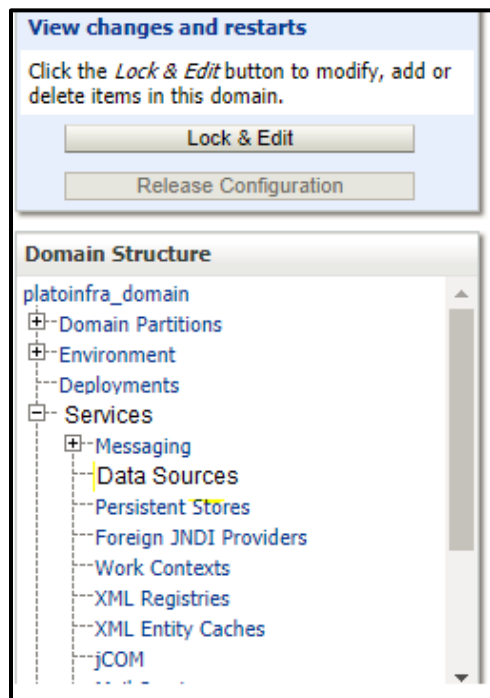 View changes and restarts
Click the Lock & Edit button to modify, add or
delete items in this domain.
Lock & Edit
Release Configuration
Domain Structure
platoinfra_domain
Domain Partitions
Environment
Deployments
Services
Messaging
Data Sources
Persistent Stores
Foreign JNDI Providers
Work Contexts
XML Registries
XML Entity Caches
jCOM